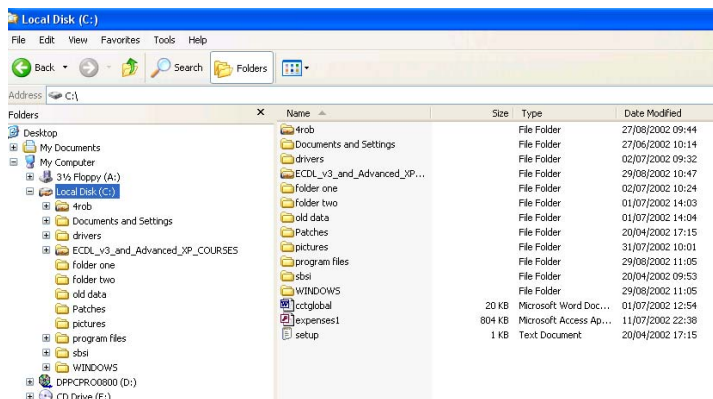 Local Disk (C:)
File Edit View Favorites Tools Help
Back Search Folders
Address C:\
Folders X
Desktop
My Documents
My Computer
3½ Floppy (A:)
Local Disk (C:)
4rob
Documents and Settings
drivers
ECDL_v3_and_Advanced_XP_COURSES
folder one
folder two
old data
Patches
pictures
program files
sbsi
WINDOWS
DPPCPRO0800 (D:)
CD Drive (E:)
Name Size Type Date Modified
4rob File Folder 27/08/2002 09:44
Documents and Settings File Folder 27/06/2002 10:14
drivers File Folder 02/07/2002 09:32
ECDL_v3_and_Advanced_XP... File Folder 29/08/2002 10:47
folder one File Folder 02/07/2002 10:24
folder two File Folder 01/07/2002 14:03
old data File Folder 01/07/2002 14:04
Patches File Folder 20/04/2002 17:15
pictures File Folder 31/07/2002 10:01
program files File Folder 29/08/2002 11:05
sbsi File Folder 20/04/2002 09:53
WINDOWS File Folder 29/08/2002 11:05
cctglobal 20 KB Microsoft Word Doc... 01/07/2002 12:54
expenses1 804 KB Microsoft Access Ap... 11/07/2002 22:38
setup 1 KB Text Document 20/04/2002 17:15